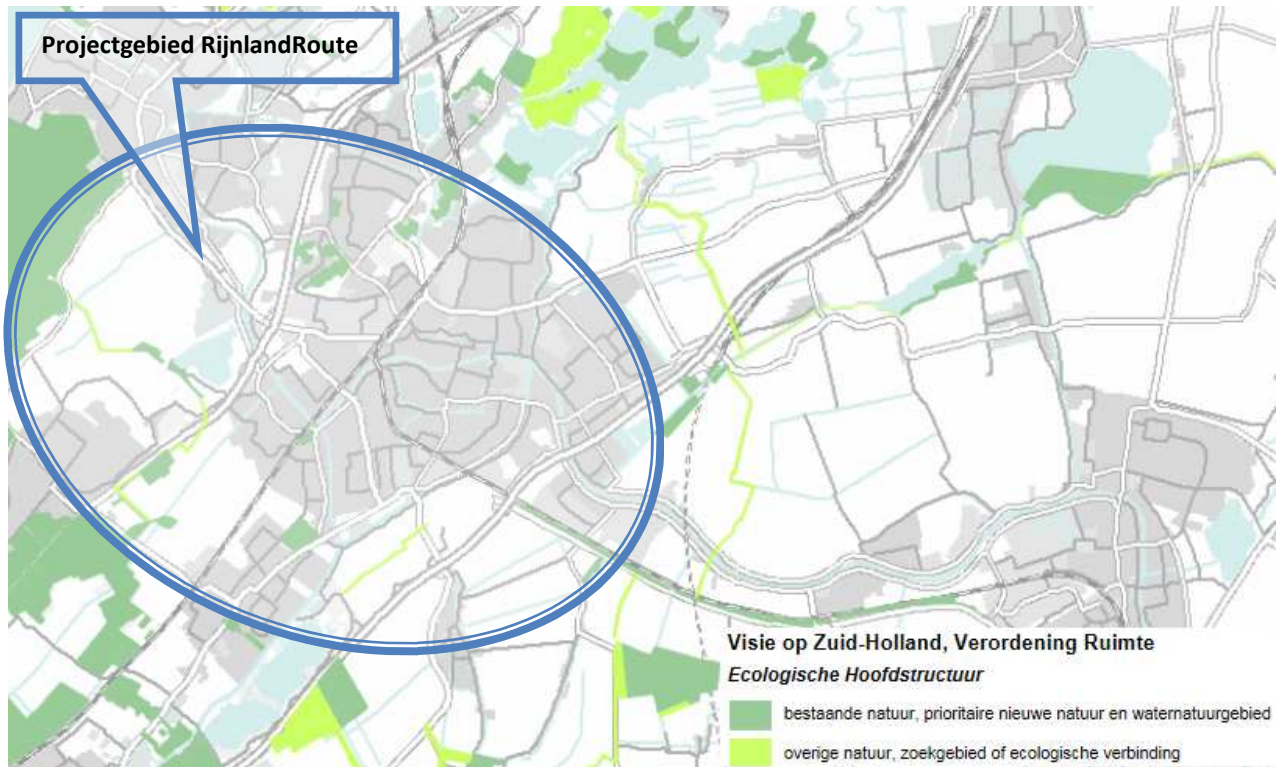 Projectgebied RijnlandRoute
Visie op Zuid-Holland, Verordening Ruimte
Ecologische Hoofdstructuur
bestaande natuur, prioritaire nieuwe natuur en waternatuurgebied
overige natuur, zoekgebied of ecologische verbinding